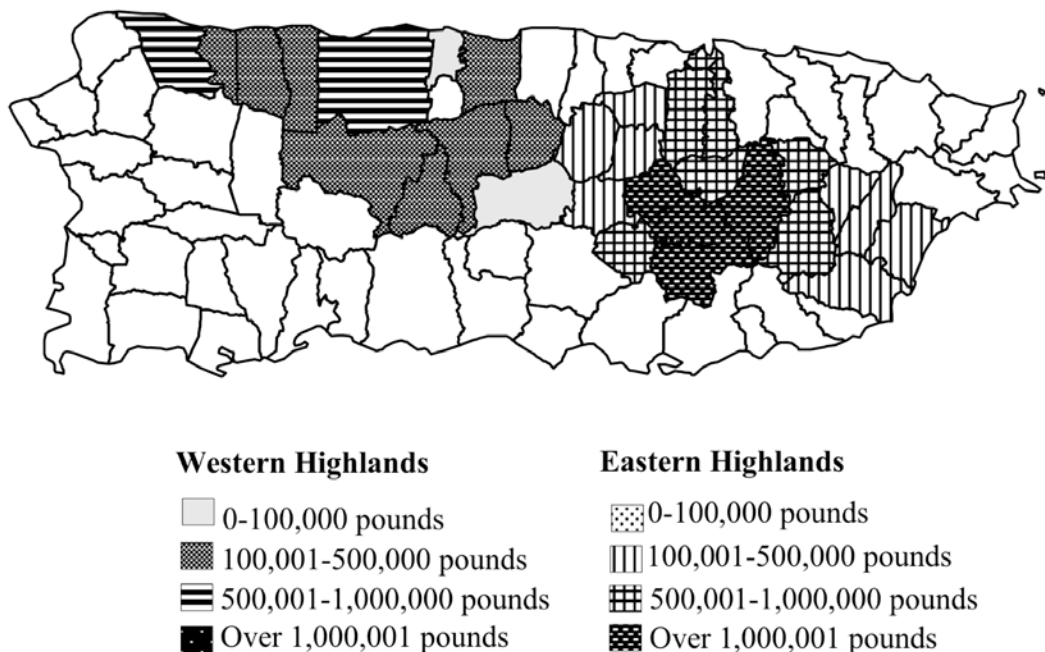 Western Highlands
0-100,000 pounds
100,001-500,000 pounds
500,001-1,000,000 pounds
Over 1,000,001 pounds
Eastern Highlands
0-100,000 pounds
100,001-500,000 pounds
500,001-1,000,000 pounds
Over 1,000,001 pounds